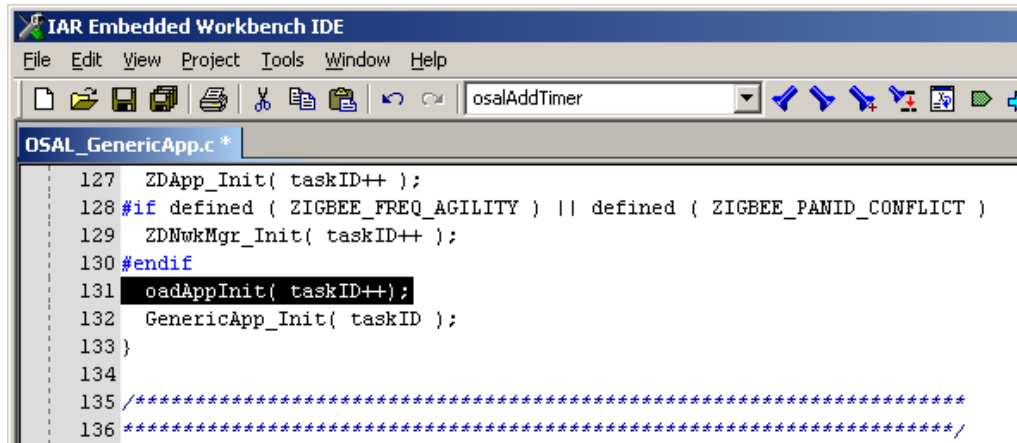 IAR Embedded Workbench IDE
File Edit View Project Tools Window Help
osalAddTimer
OSAL_GenericApp.c *
127 ZDApp_Init( taskID++ );
128 #if defined ( ZIGBEE_FREQ_AGILITY ) || defined ( ZIGBEE_PANID_CONFLICT )
129 ZDNwkMgr_Init( taskID++ );
130 #endif
131 oadAppInit( taskID++);
132 GenericApp_Init( taskID );
133 }
134
135 /*********************************************************************
136 *********************************************************************/